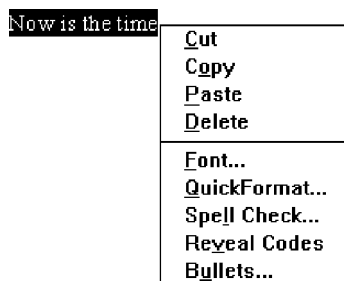 Now is the time
Cut
Copy
Paste
Delete
Font...
QuickFormat...
Spell Check...
Reveal Codes
Bullets...